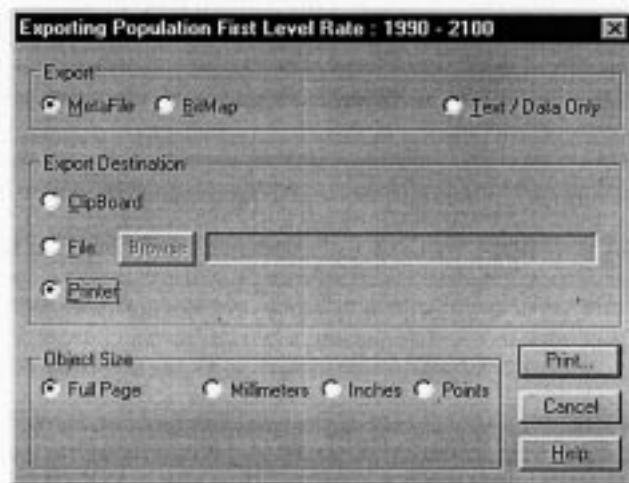 Exporting Population First Level Rate : 1990 - 2100
Export
MetaFile BitMap Text / Data Only
Export Destination
ClipBoard
File Browse
Printer
Object Size
Full Page Millimeters Inches Points
Print...
Cancel
Help